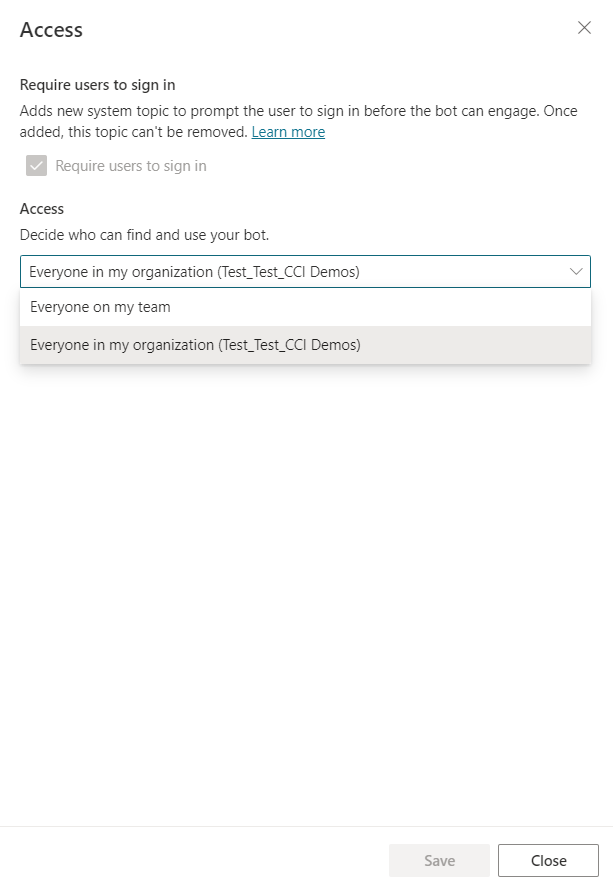 Access
Require users to sign in
Adds new system topic to prompt the user to sign in before the bot can engage. Once
added, this topic can't be removed. Learn more
Require users to sign in
Access
Decide who can find and use your bot.
Everyone in my organization (Test_Test_CCI Demos)
Everyone on my team
Everyone in my organization (Test_Test_CCI Demos)
Save
Close